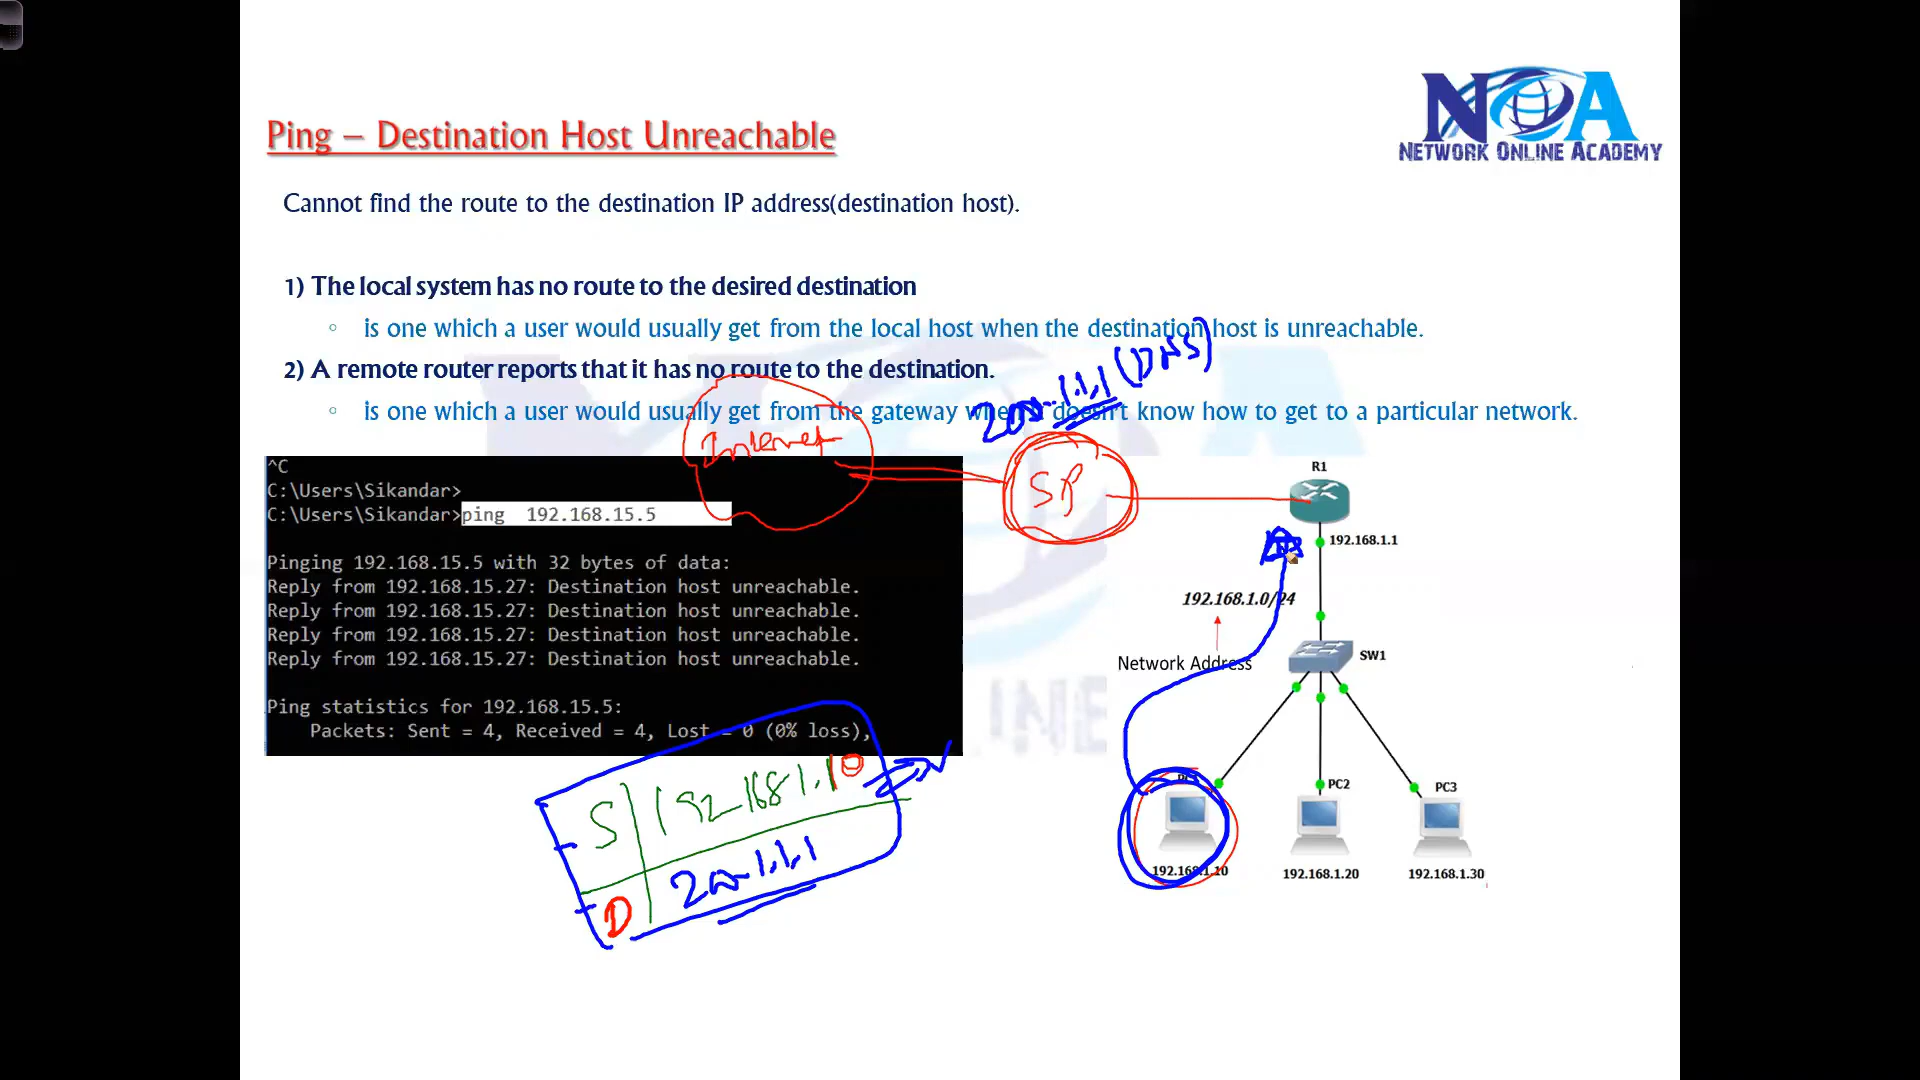 NOA
NETWORK ONLINE ACADEMY
Ping – Destination Host Unreachable
Cannot find the route to the destination IP address(destination host).
1) The local system has no route to the desired destination
◦ is one which a user would usually get from the local host when the destination host is unreachable.
2) A remote router reports that it has no route to the destination.
◦ is one which a user would usually get from the gateway when it doesn't know how to get to a particular network.
200.1.1.1 (DNS)
Internet
SP
^C
C:\Users\Sikandar>
C:\Users\Sikandar>ping  192.168.15.5
Pinging 192.168.15.5 with 32 bytes of data:
Reply from 192.168.15.27: Destination host unreachable.
Reply from 192.168.15.27: Destination host unreachable.
Reply from 192.168.15.27: Destination host unreachable.
Reply from 192.168.15.27: Destination host unreachable.
Ping statistics for 192.168.15.5:
Packets: Sent = 4, Received = 4, Lost = 0 (0% loss),
R1
192.168.1.1
192.168.1.0/24
Network Address
SW1
PC2
PC3
192.168.1.10
192.168.1.20
192.168.1.30
S 192.168.1.10
D 200.1.1.1